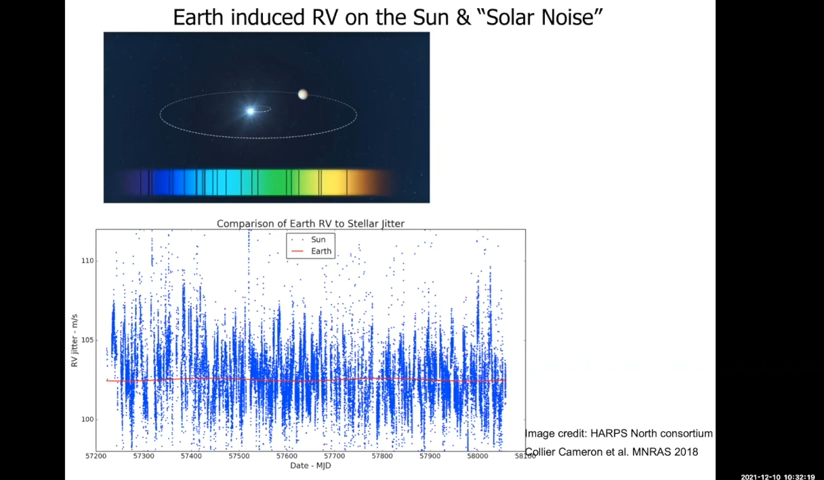 Earth induced RV on the Sun & “Solar Noise”
Comparison of Earth RV to Stellar Jitter
Sun
Earth
110
105
100
RV jitter - m/s
57200 57300 57400 57500 57600 57700 57800 57900 58000
Date - MJD
Image credit: HARPS North consortium
Collier Cameron et al. MNRAS 2018
2021-12-10 10:32:19